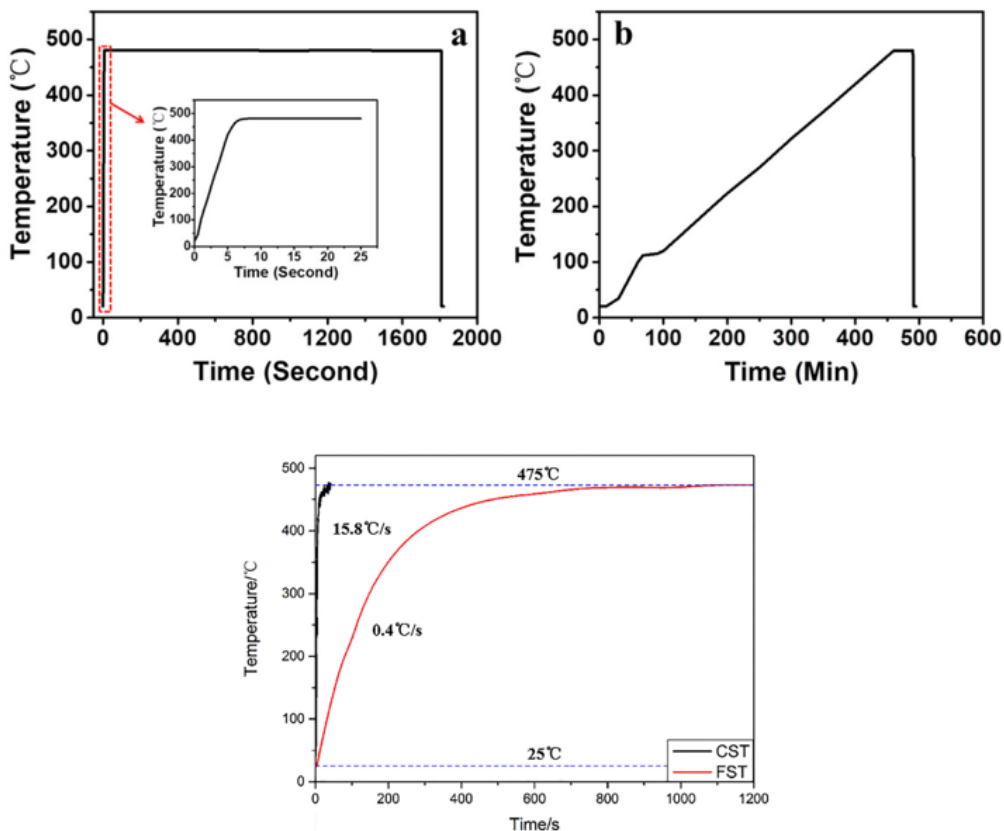 a
Temperature (℃)
500
400
300
200
100
0
0 400 800 1200 1600 2000
Time (Second)
Temperature (℃)
500
400
300
200
100
0
0 5 10 15 20 25
Time (Second)
b
Temperature (℃)
500
400
300
200
100
0
0 100 200 300 400 500 600
Time (Min)
Temperature/℃
500
400
300
200
100
0
475℃
15.8℃/s
0.4℃/s
25℃
CST
FST
0 200 400 600 800 1000 1200
Time/s